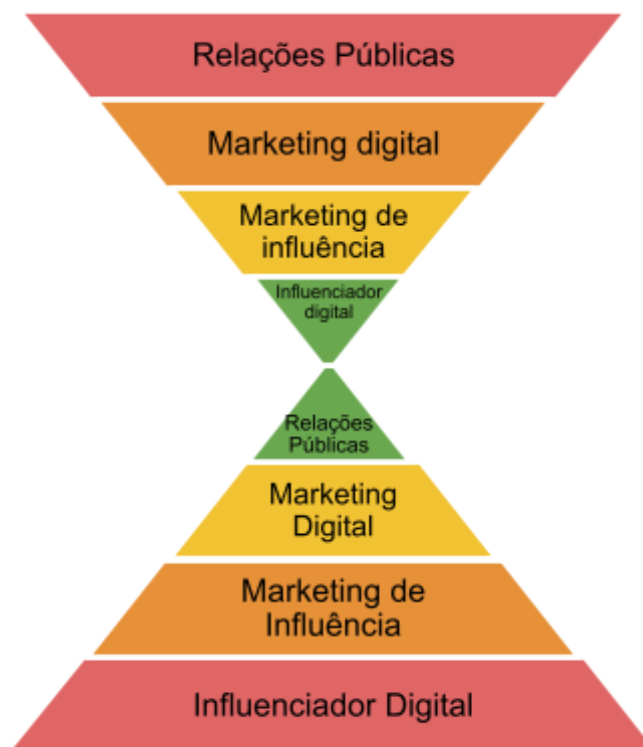 Relações Públicas
Marketing digital
Marketing de
influência
Influenciador
digital
Relações
Públicas
Marketing
Digital
Marketing de
Influência
Influenciador Digital